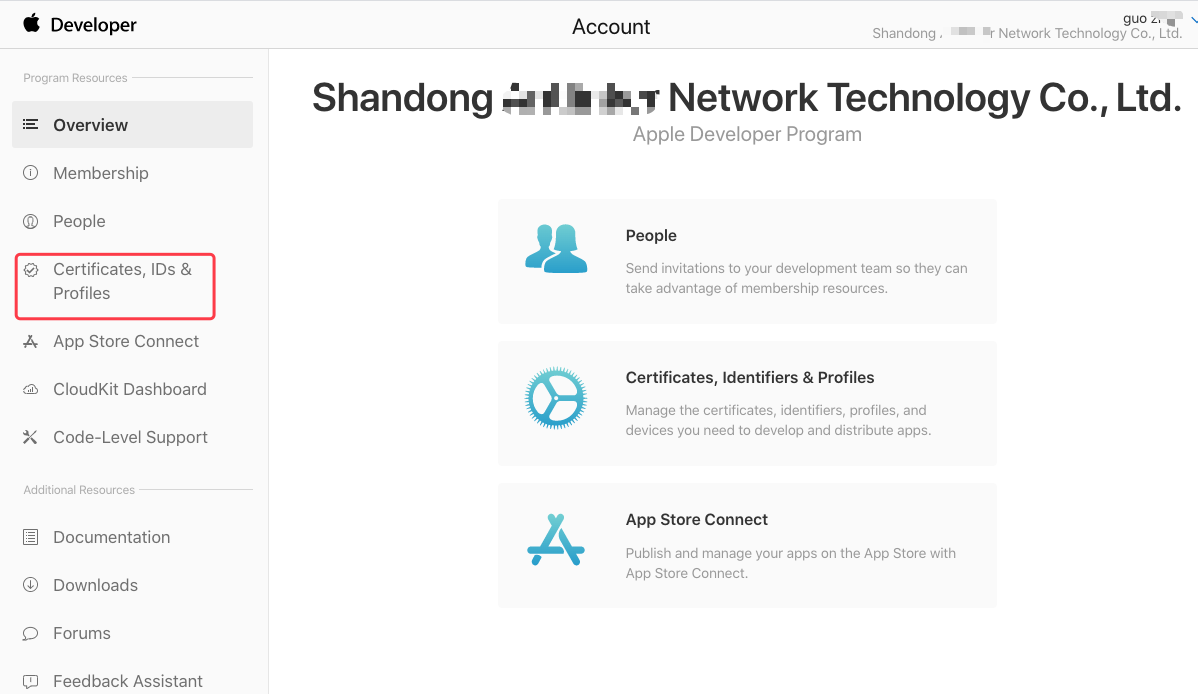 Developer
Account
guo
Shandong Network Technology Co., Ltd.
Program Resources
Overview
Membership
People
Certificates, IDs &
Profiles
App Store Connect
CloudKit Dashboard
Code-Level Support
Additional Resources
Documentation
Downloads
Forums
Feedback Assistant
Shandong Network Technology Co., Ltd.
Apple Developer Program
People
Send invitations to your development team so they can
take advantage of membership resources.
Certificates, Identifiers & Profiles
Manage the certificates, identifiers, profiles, and
devices you need to develop and distribute apps.
App Store Connect
Publish and manage your apps on the App Store with
App Store Connect.